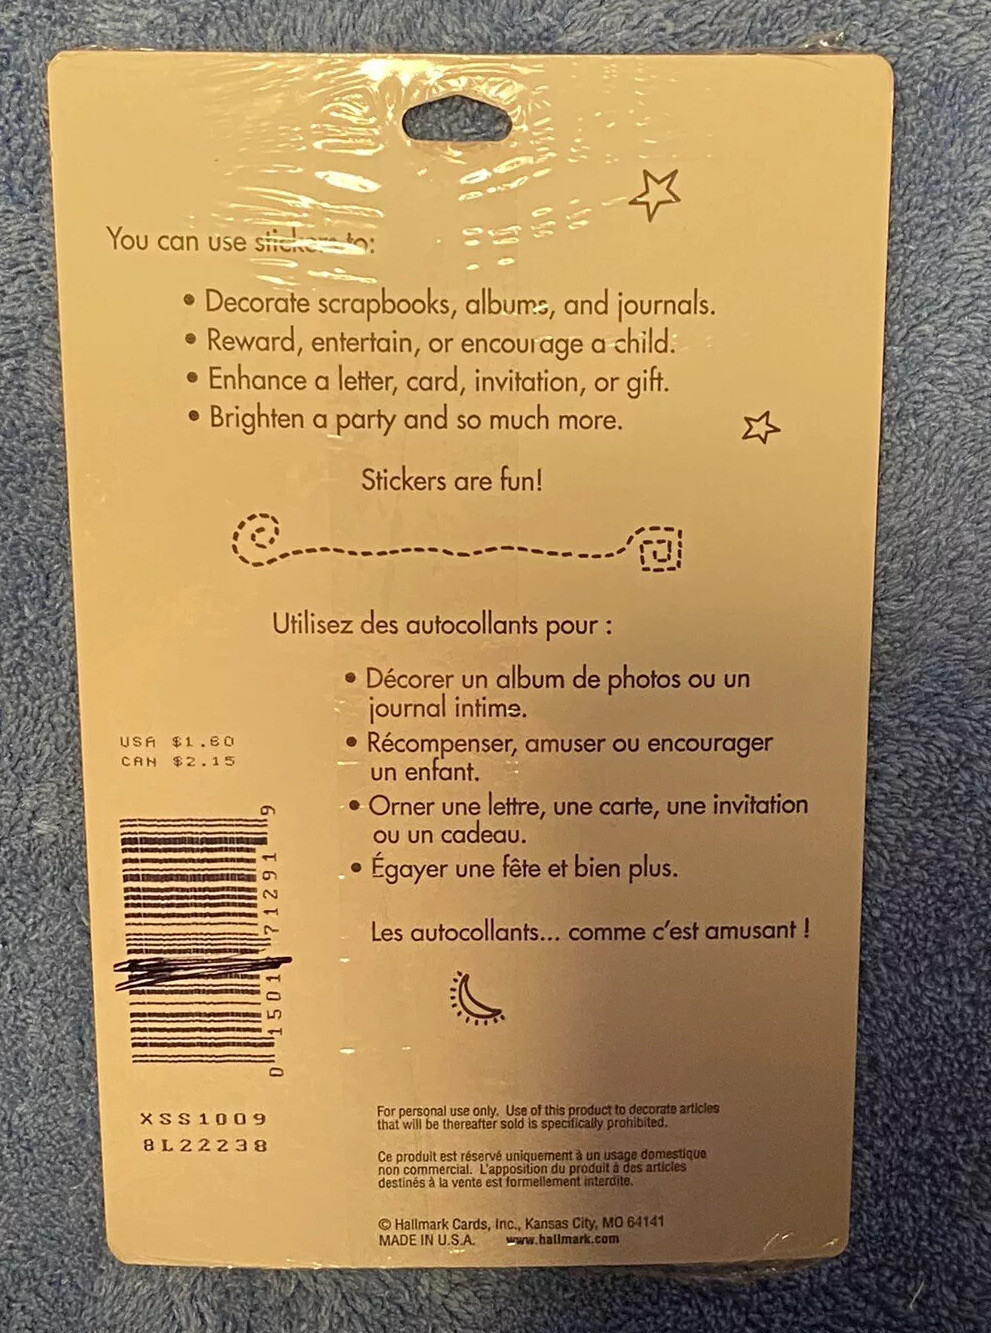 You can use stickers to:
• Decorate scrapbooks, albums, and journals.
• Reward, entertain, or encourage a child.
• Enhance a letter, card, invitation, or gift.
• Brighten a party and so much more.
Stickers are fun!
Utilisez des autocollants pour :
• Décorer un album de photos ou un
journal intime.
• Récompenser, amuser ou encourager
un enfant.
• Orner une lettre, une carte, une invitation
ou un cadeau.
• Égayer une fête et bien plus.
Les autocollants... comme c'est amusant !
USA $1.60
CAN $2.15
0 15017 71291 9
XSS1009
8L22238
For personal use only. Use of this product to decorate articles
that will be thereafter sold is specifically prohibited.
Ce produit est réservé uniquement à un usage domestique
non commercial. L'apposition du produit à des articles
destinés à la vente est formellement interdite.
© Hallmark Cards, Inc., Kansas City, MO 64141
MADE IN U.S.A. www.hallmark.com